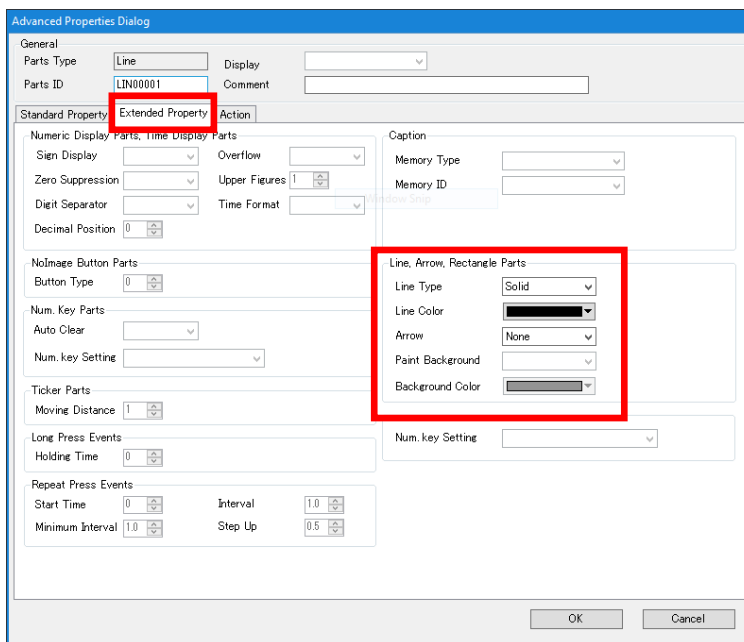 Advanced Properties Dialog
General
Parts Type Line Display
Parts ID LIN00001 Comment
Standard Property Extended Property Action
Numeric Display Parts, Time Display Parts
Sign Display Overflow
Zero Suppression Upper Figures 1
Digit Separator Time Format
Decimal Position 0
Caption
Memory Type
Memory ID
Window Snip
NoImage Button Parts
Button Type 0
Num. Key Parts
Auto Clear
Num. key Setting
Line, Arrow, Rectangle Parts
Line Type Solid
Line Color
Arrow None
Paint Background
Background Color
Ticker Parts
Moving Distance 1
Long Press Events
Holding Time 0
Num. key Setting
Repeat Press Events
Start Time 0 Interval 1.0
Minimum Interval 1.0 Step Up 0.5
OK Cancel